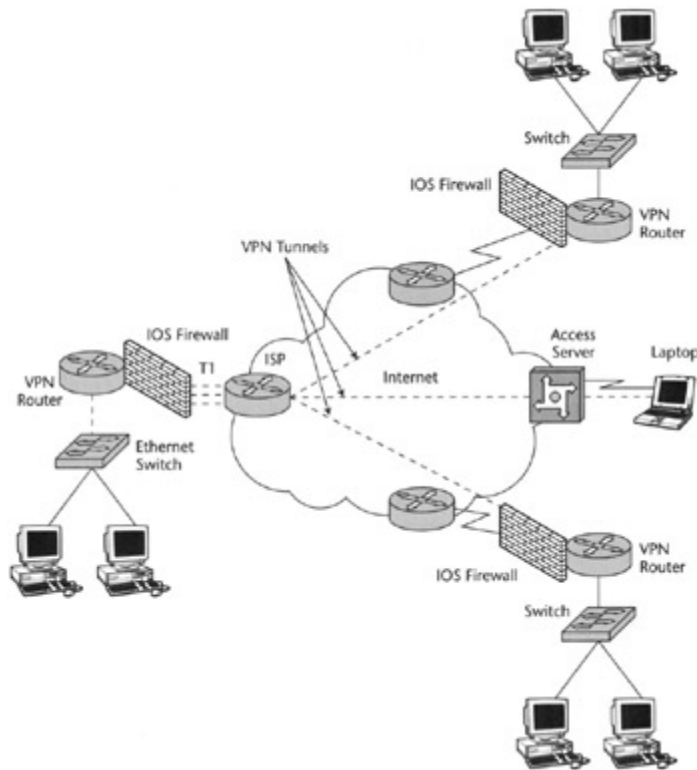 Switch
IOS Firewall
VPN
Router
VPN Tunnels
IOS Firewall
T1
ISP
VPN
Router
Ethernet
Switch
Internet
Access
Server
Laptop
IOS Firewall
VPN
Router
Switch